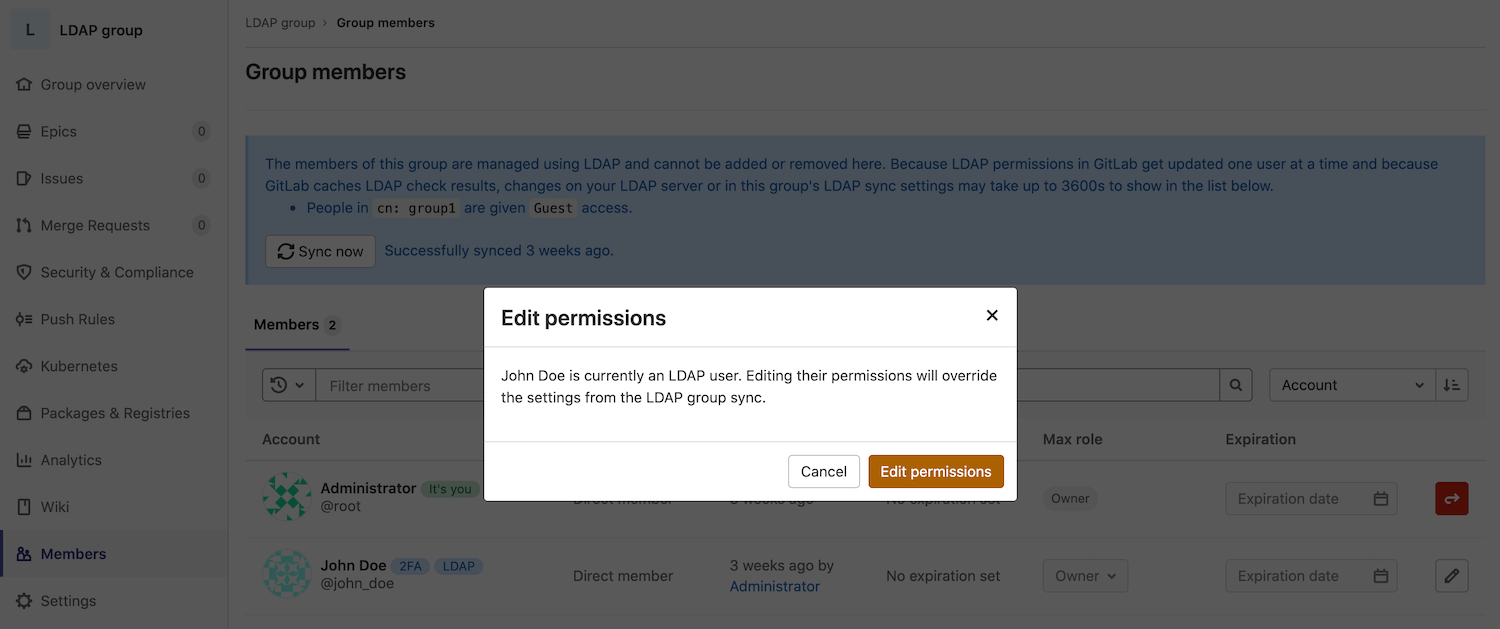 L LDAP group
Group overview
Epics 0
Issues 0
Merge Requests 0
Security & Compliance
Push Rules
Kubernetes
Packages & Registries
Analytics
Wiki
Members
Settings
LDAP group › Group members
Group members
The members of this group are managed using LDAP and cannot be added or removed here. Because LDAP permissions in GitLab get updated one user at a time and because
GitLab caches LDAP check results, changes on your LDAP server or in this group's LDAP sync settings may take up to 3600s to show in the list below.
• People in cn: group1 are given Guest access.
Sync now Successfully synced 3 weeks ago.
Members 2
Filter members
Account
Edit permissions
John Doe is currently an LDAP user. Editing their permissions will override
the settings from the LDAP group sync.
Cancel Edit permissions
Account Max role Expiration
Administrator It's you
@root
Direct member 3 weeks ago No expiration set Owner Expiration date
John Doe 2FA LDAP
@john_doe
Direct member
3 weeks ago by
Administrator
No expiration set Owner Expiration date